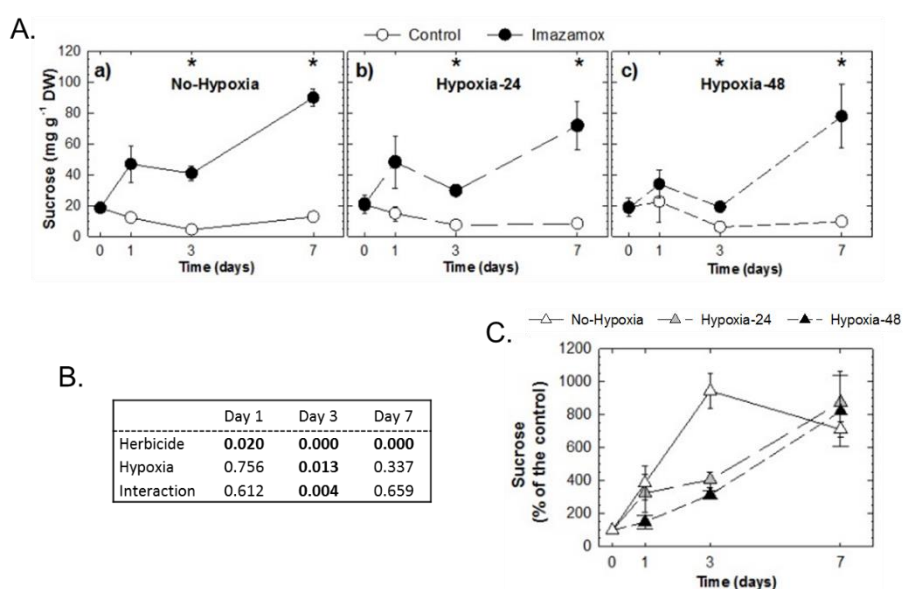 A.
Control Imazamox
a) * * b) * * c) * *
No-Hypoxia Hypoxia-24 Hypoxia-48
Sucrose (mg g⁻¹ DW)
120
100
80
60
40
20
0
0 1 3 7 0 1 3 7 0 1 3 7
Time (days) Time (days) Time (days)
B.
Day 1 Day 3 Day 7
Herbicide 0.020 0.000 0.000
Hypoxia 0.756 0.013 0.337
Interaction 0.612 0.004 0.659
C.
No-Hypoxia Hypoxia-24 Hypoxia-48
Sucrose
(% of the control)
1200
1000
800
600
400
200
0
0 1 3 7
Time (days)